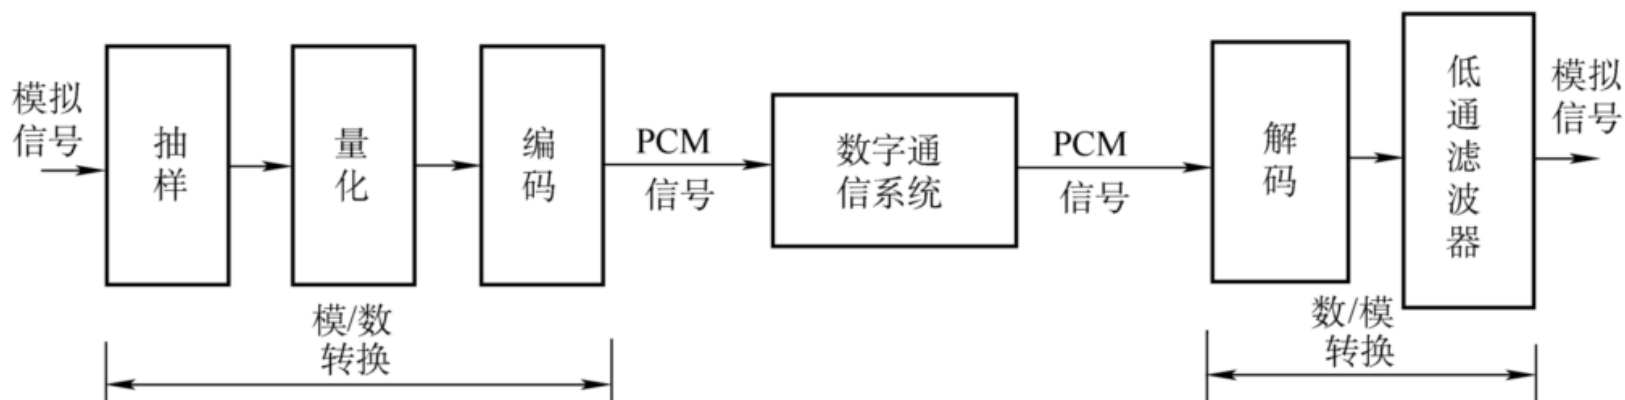 模拟
信号
抽
样
量
化
编
码
PCM
信号
数字通
信系统
PCM
信号
解
码
低
通
滤
波
器
模拟
信号
模/数
转换
数/模
转换